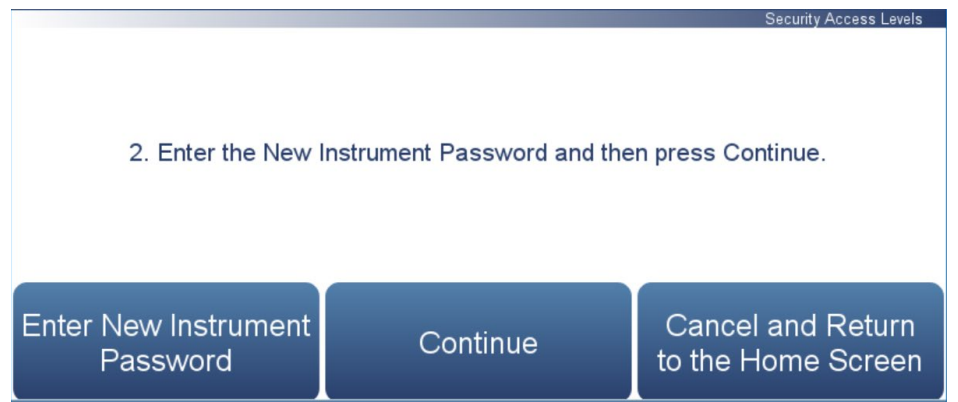 Security Access Levels
2. Enter the New Instrument Password and then press Continue.
Enter New Instrument
Password
Continue
Cancel and Return
to the Home Screen